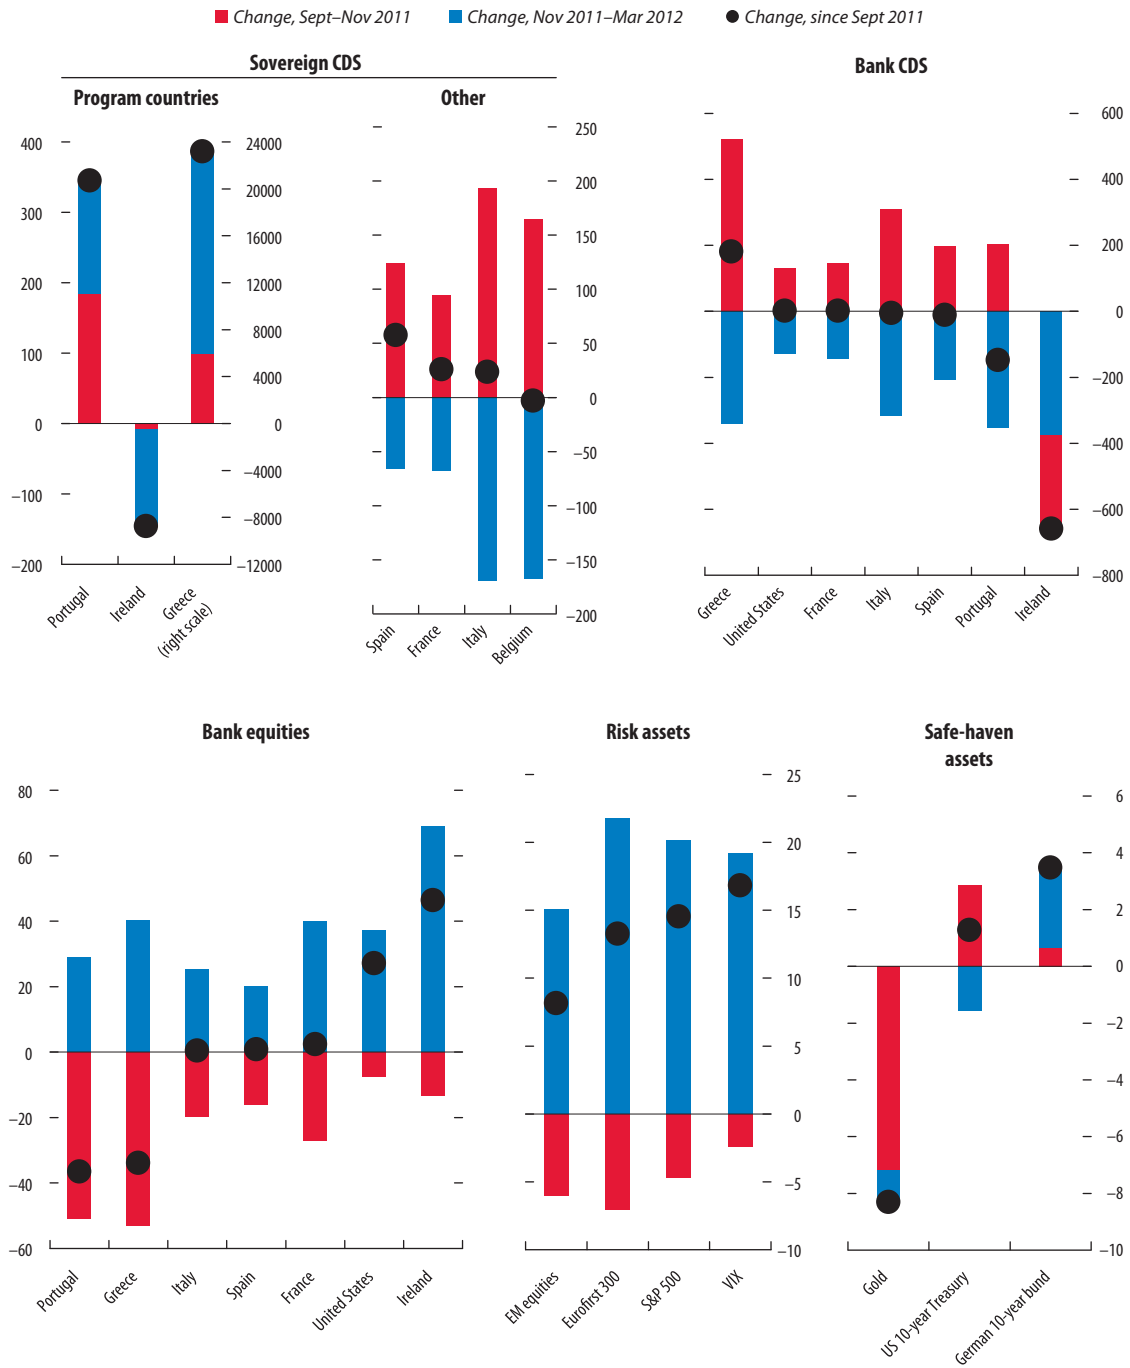 Change, Sept–Nov 2011 Change, Nov 2011–Mar 2012 Change, since Sept 2011
Sovereign CDS
Program countries
400
300
200
100
0
–100
–200
24000
20000
16000
12000
8000
4000
0
–4000
–8000
–12000
Portugal
Ireland
Greece
(right scale)
Other
250
200
150
100
50
0
–50
–100
–150
–200
Spain
France
Italy
Belgium
Bank CDS
600
400
200
0
–200
–400
–600
–800
Greece
United States
France
Italy
Spain
Portugal
Ireland
Bank equities
80
60
40
20
0
–20
–40
–60
Portugal
Greece
Italy
Spain
France
United States
Ireland
Risk assets
25
20
15
10
5
0
–5
–10
EM equities
Eurofirst 300
S&P 500
VIX
Safe-haven
assets
6
4
2
0
–2
–4
–6
–8
–10
Gold
US 10-year Treasury
German 10-year bund